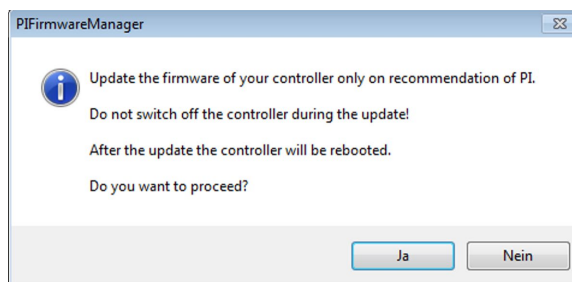 PIFirmwareManager
Update the firmware of your controller only on recommendation of PI.
Do not switch off the controller during the update!
After the update the controller will be rebooted.
Do you want to proceed?
Ja
Nein